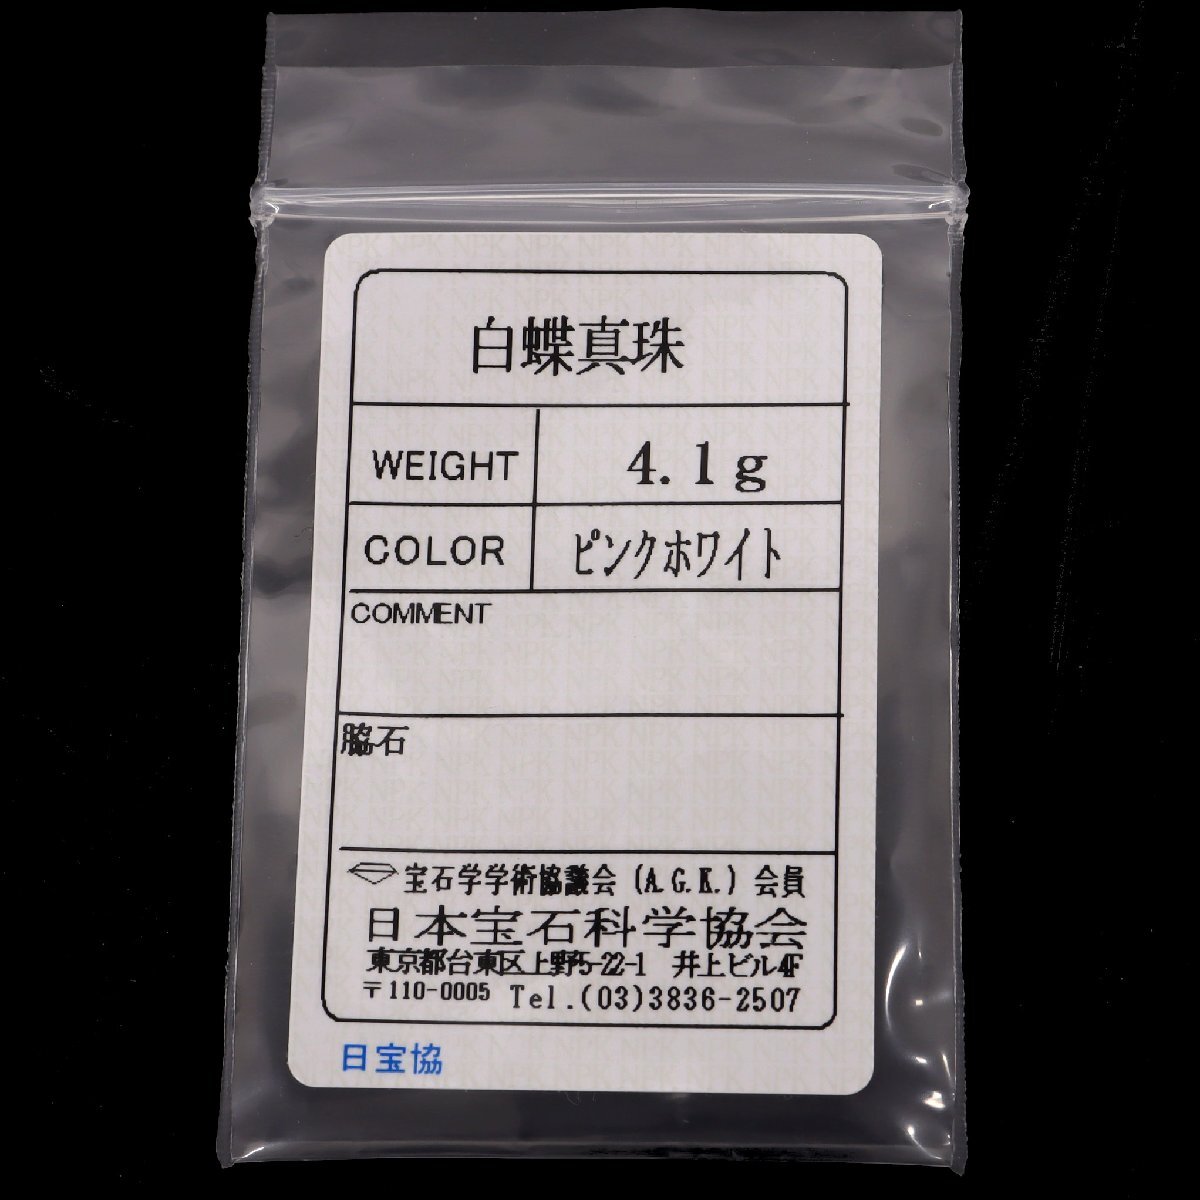 白蝶真珠
WEIGHT 4.1g
COLOR ピンクホワイト
COMMENT
脇石
宝石学学術協議会 (A.G.K.) 会員
日本宝石科学協会
東京都台東区上野5-22-1 井上ビル4F
〒110-0005 Tel.(03)3836-2507
日宝協